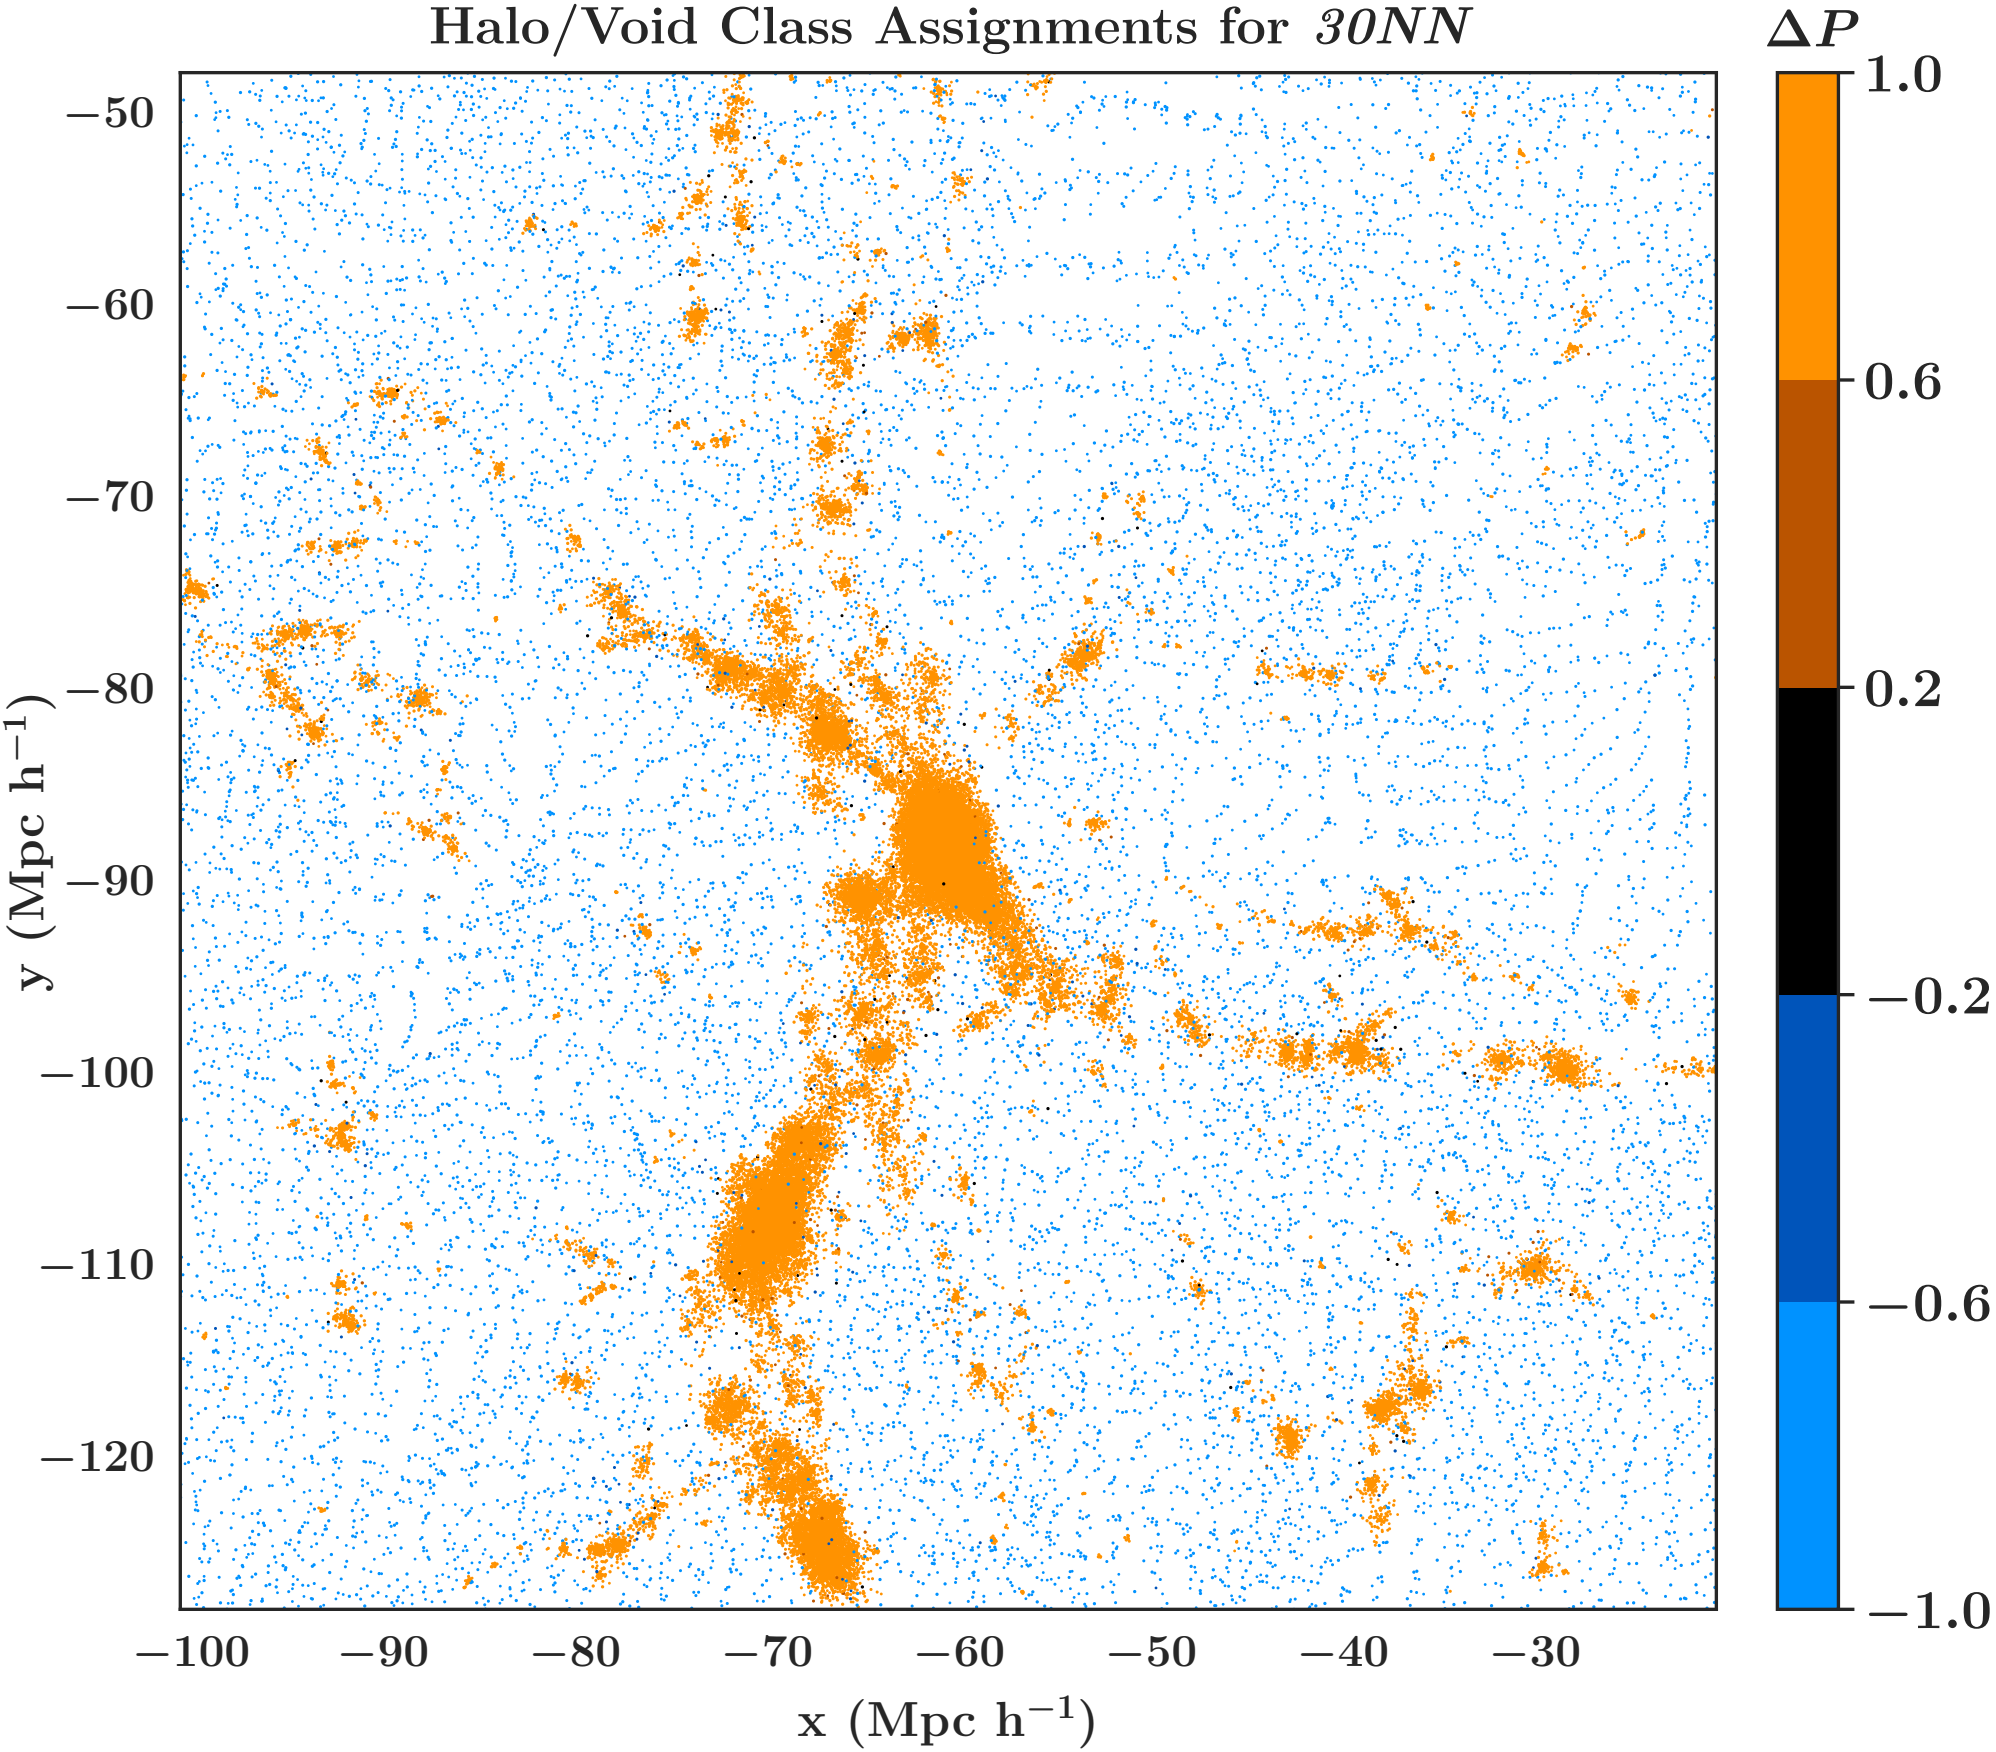 Halo/Void Class Assignments for 30NN
ΔP
1.0
0.6
0.2
−0.2
−0.6
−1.0
y (Mpc h⁻¹)
−50
−60
−70
−80
−90
−100
−110
−120
−100 −90 −80 −70 −60 −50 −40 −30
x (Mpc h⁻¹)